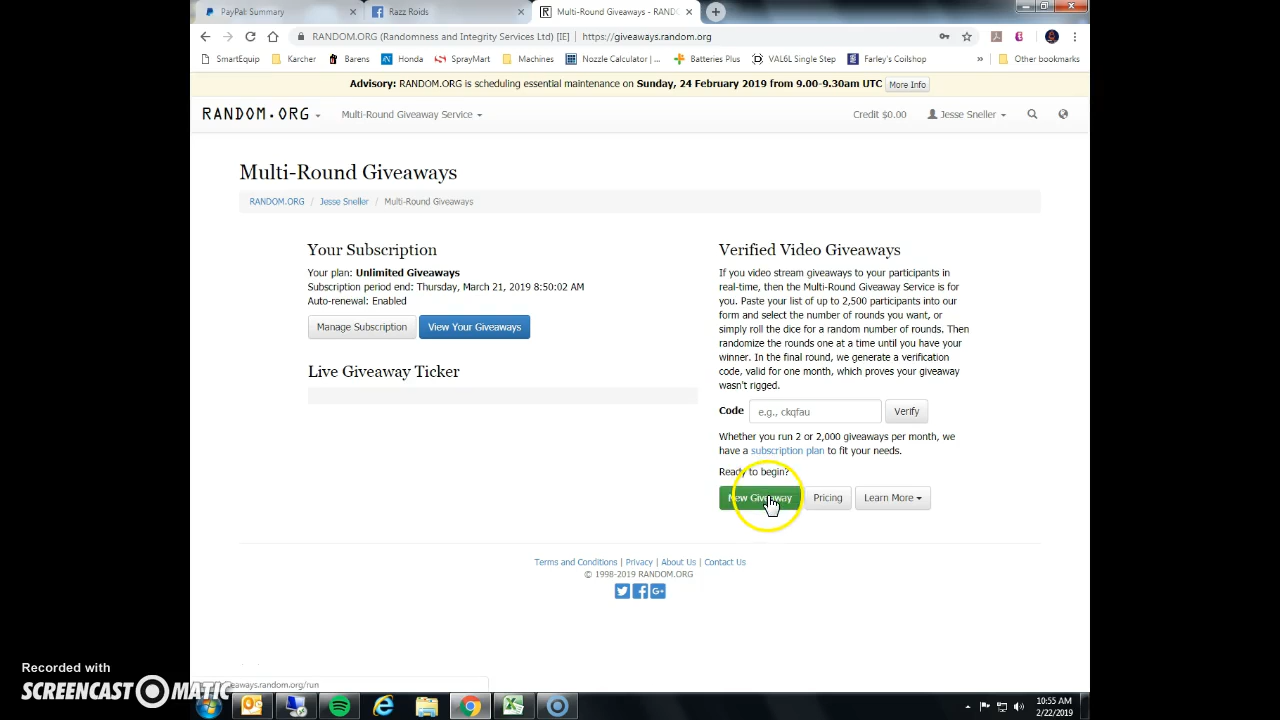 PayPal: Summary
Razz Roids
Multi-Round Giveaways - RAND
RANDOM.ORG (Randomness and Integrity Services Ltd) [IE] | https://giveaways.random.org
SmartEquip Karcher Barens Honda SprayMart Machines Nozzle Calculator | ... Batteries Plus VAL6L Single Step Farley's Coilshop » Other bookmarks
Advisory: RANDOM.ORG is scheduling essential maintenance on Sunday, 24 February 2019 from 9.00-9.30am UTC More Info
RANDOM.ORG Multi-Round Giveaway Service Credit $0.00 Jesse Sneller
Multi-Round Giveaways
RANDOM.ORG / Jesse Sneller / Multi-Round Giveaways
Your Subscription
Your plan: Unlimited Giveaways
Subscription period end: Thursday, March 21, 2019 8:50:02 AM
Auto-renewal: Enabled
Manage Subscription View Your Giveaways
Live Giveaway Ticker
Verified Video Giveaways
If you video stream giveaways to your participants in
real-time, then the Multi-Round Giveaway Service is for
you. Paste your list of up to 2,500 participants into our
form and select the number of rounds you want, or
simply roll the dice for a random number of rounds. Then
randomize the rounds one at a time until you have your
winner. In the final round, we generate a verification
code, valid for one month, which proves your giveaway
wasn't rigged.
Code e.g., ckqfau Verify
Whether you run 2 or 2,000 giveaways per month, we
have a subscription plan to fit your needs.
Ready to begin?
New Giveaway Pricing Learn More
Terms and Conditions | Privacy | About Us | Contact Us
© 1998-2019 RANDOM.ORG
Recorded with
SCREENCAST MATIC
eaways.random.org/run
10:55 AM
2/22/2019